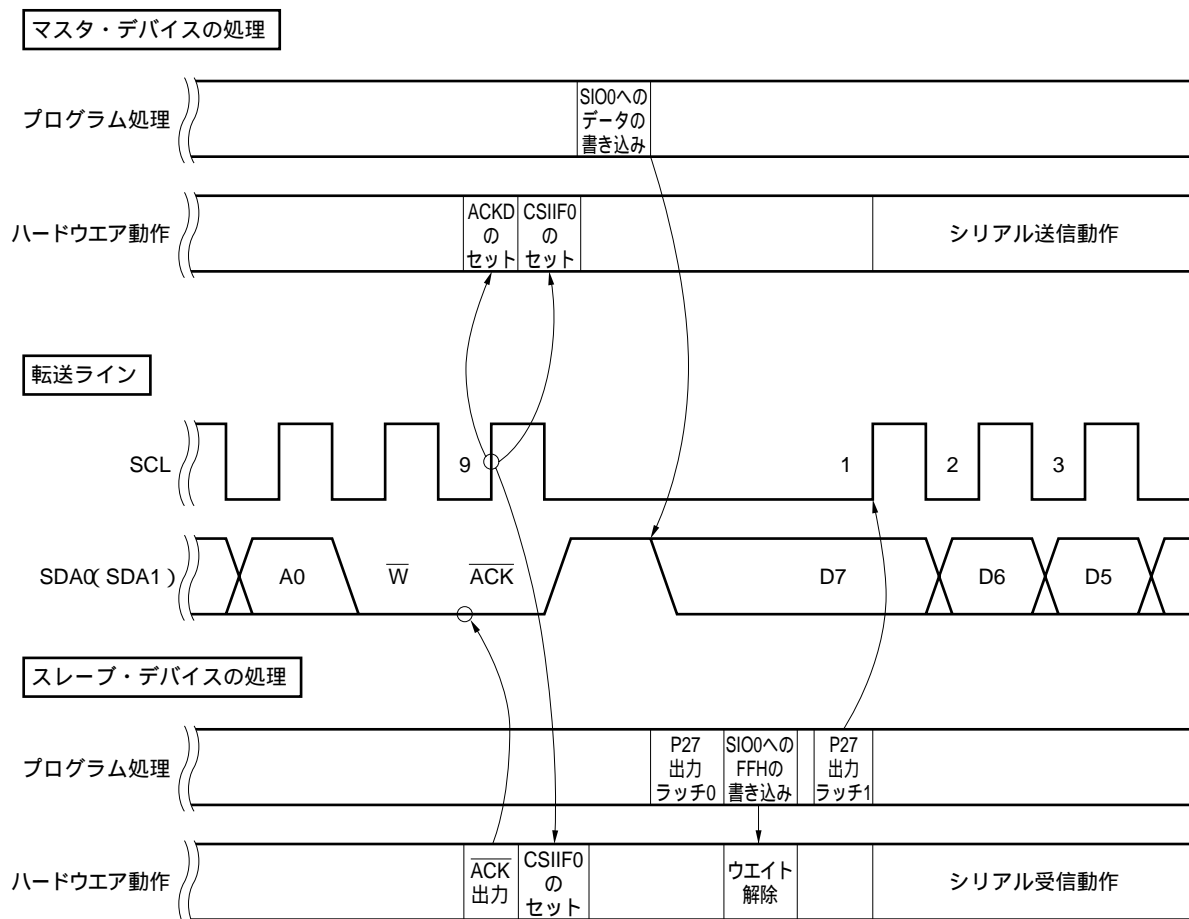 マスタ・デバイスの処理
プログラム処理
SIO0への
データの
書き込み
ハードウエア動作
ACKD
の
セット
CSIIF0
の
セット
シリアル送信動作
転送ライン
SCL
9
1
2
3
SDA0(SDA1)
A0
W
ACK
D7
D6
D5
スレーブ・デバイスの処理
プログラム処理
P27
出力
ラッチ0
SIO0への
FFHの
書き込み
P27
出力
ラッチ1
ハードウエア動作
ACK
出力
CSIIF0
の
セット
ウエイト
解除
シリアル受信動作